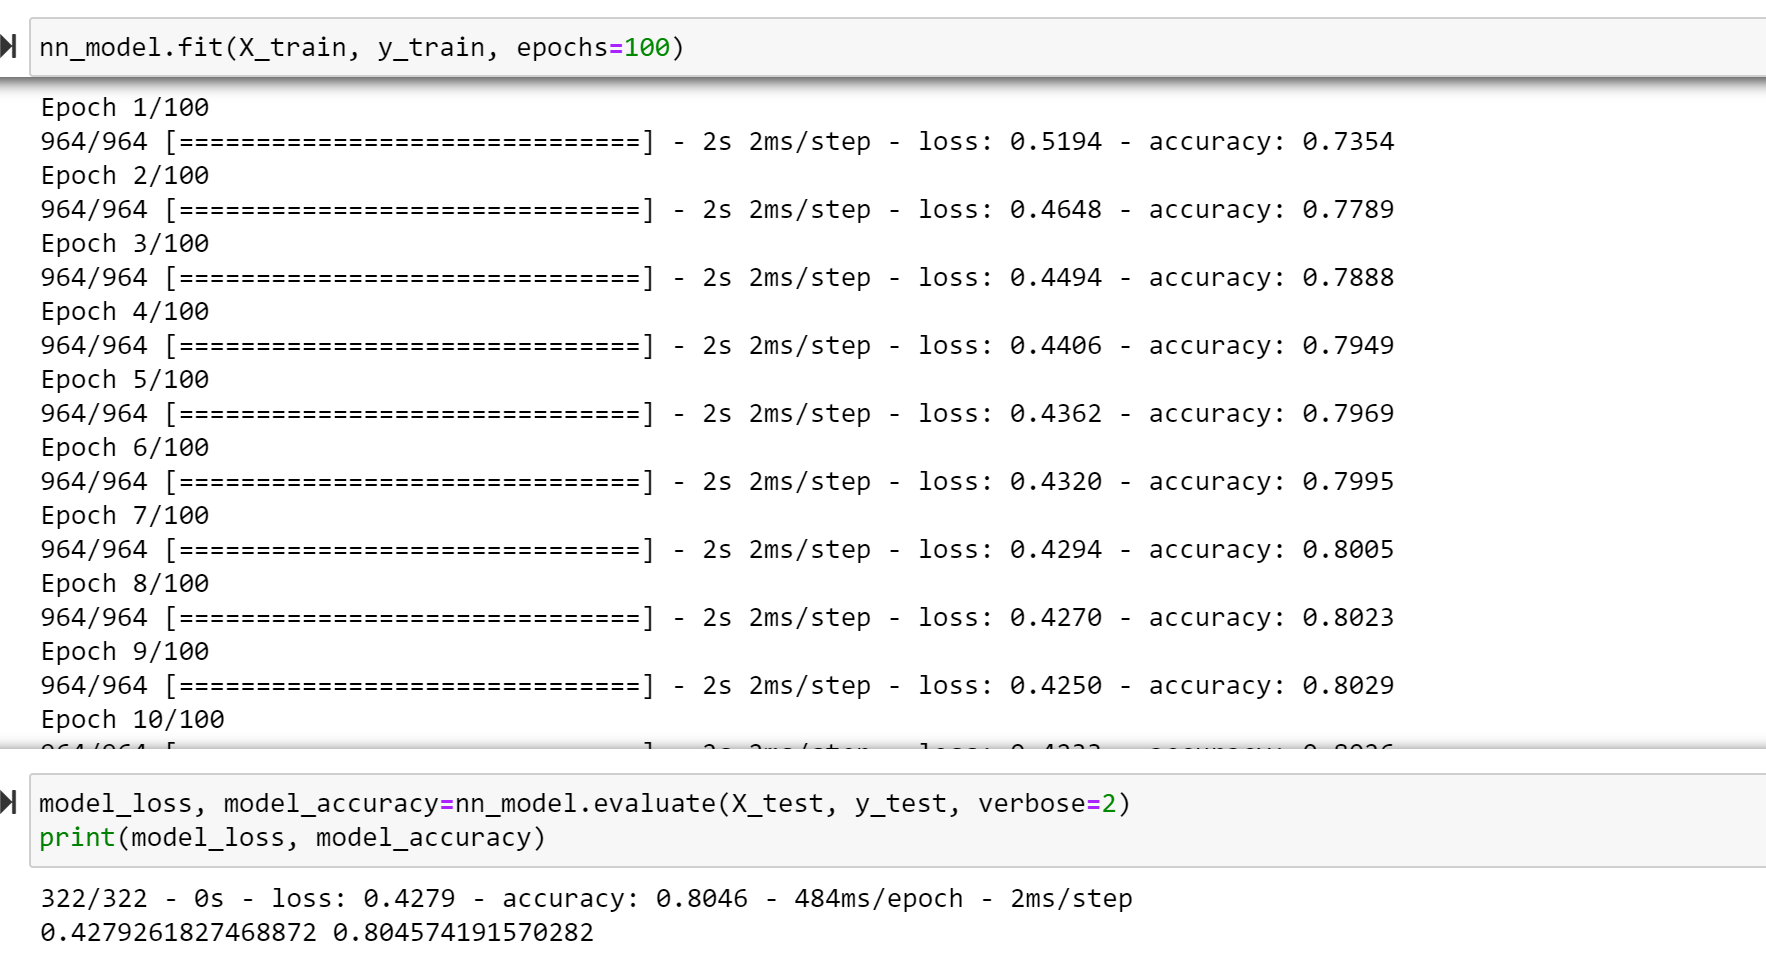 nn_model.fit(X_train, y_train, epochs=100)
Epoch 1/100
964/964 [==============================] - 2s 2ms/step - loss: 0.5194 - accuracy: 0.7354
Epoch 2/100
964/964 [==============================] - 2s 2ms/step - loss: 0.4648 - accuracy: 0.7789
Epoch 3/100
964/964 [==============================] - 2s 2ms/step - loss: 0.4494 - accuracy: 0.7888
Epoch 4/100
964/964 [==============================] - 2s 2ms/step - loss: 0.4406 - accuracy: 0.7949
Epoch 5/100
964/964 [==============================] - 2s 2ms/step - loss: 0.4362 - accuracy: 0.7969
Epoch 6/100
964/964 [==============================] - 2s 2ms/step - loss: 0.4320 - accuracy: 0.7995
Epoch 7/100
964/964 [==============================] - 2s 2ms/step - loss: 0.4294 - accuracy: 0.8005
Epoch 8/100
964/964 [==============================] - 2s 2ms/step - loss: 0.4270 - accuracy: 0.8023
Epoch 9/100
964/964 [==============================] - 2s 2ms/step - loss: 0.4250 - accuracy: 0.8029
Epoch 10/100
model_loss, model_accuracy=nn_model.evaluate(X_test, y_test, verbose=2)
print(model_loss, model_accuracy)
322/322 - 0s - loss: 0.4279 - accuracy: 0.8046 - 484ms/epoch - 2ms/step
0.4279261827468872 0.804574191570282